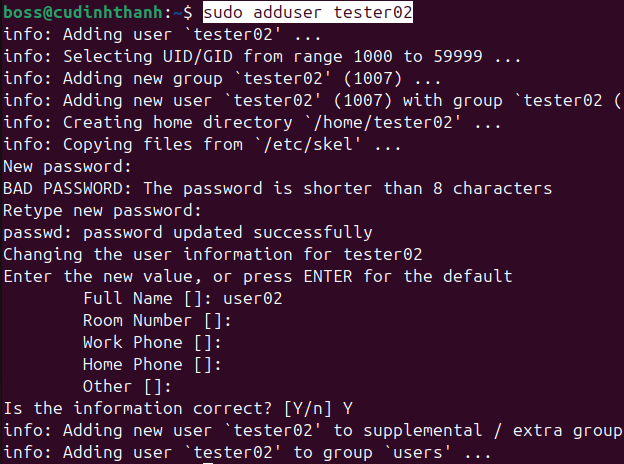 boss@cudinhthanh:~$ sudo adduser tester02
info: Adding user `tester02' ...
info: Selecting UID/GID from range 1000 to 59999 ...
info: Adding new group `tester02' (1007) ...
info: Adding new user `tester02' (1007) with group `tester02 (
info: Creating home directory `/home/tester02' ...
info: Copying files from `/etc/skel' ...
New password:
BAD PASSWORD: The password is shorter than 8 characters
Retype new password:
passwd: password updated successfully
Changing the user information for tester02
Enter the new value, or press ENTER for the default
Full Name []: user02
Room Number []:
Work Phone []:
Home Phone []:
Other []:
Is the information correct? [Y/n] Y
info: Adding new user `tester02' to supplemental / extra group
info: Adding user `tester02' to group `users' ...